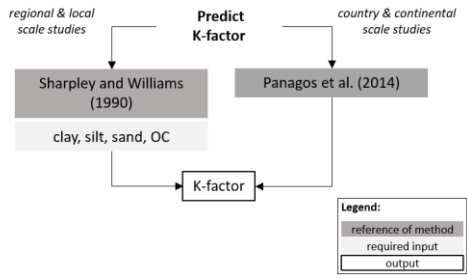 regional & local
scale studies
Predict
K-factor
country & continental
scale studies
Sharpley and Williams
(1990)
Panagos et al. (2014)
clay, silt, sand, OC
K-factor
Legend:
reference of method
required input
output